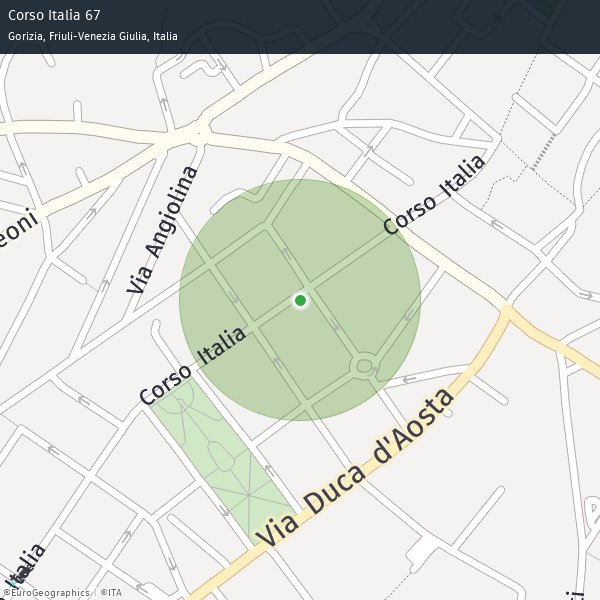 Corso Italia 67
Gorizia, Friuli-Venezia Giulia, Italia
Corso Italia
Via Angiolina
eoni
Corso Italia
Via Duca d'Aosta
Italia
©EuroGeographics | ©ITA